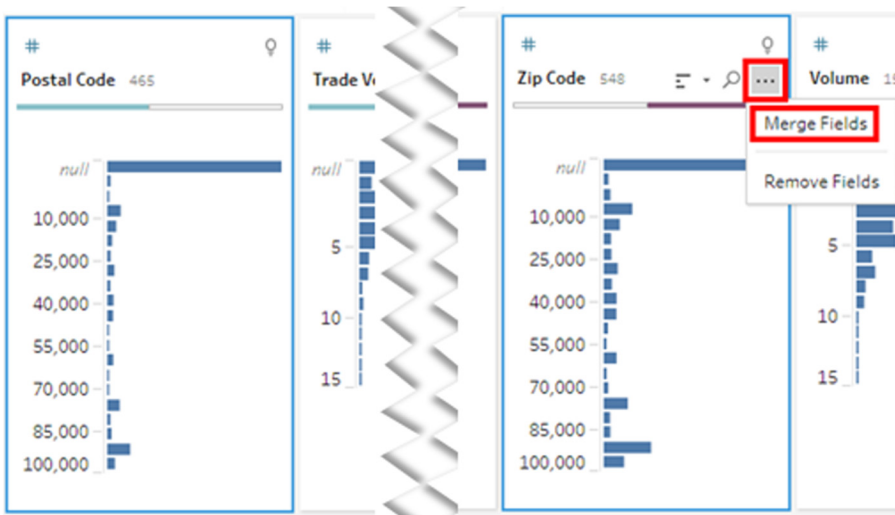 #
Postal Code 465
null
10,000
25,000
40,000
55,000
70,000
85,000
100,000
#
Trade
null
5
10
15
#
Zip Code 548
...
Merge Fields
Remove Fields
null
10,000
25,000
40,000
55,000
70,000
85,000
100,000
#
Volume
5
10
15